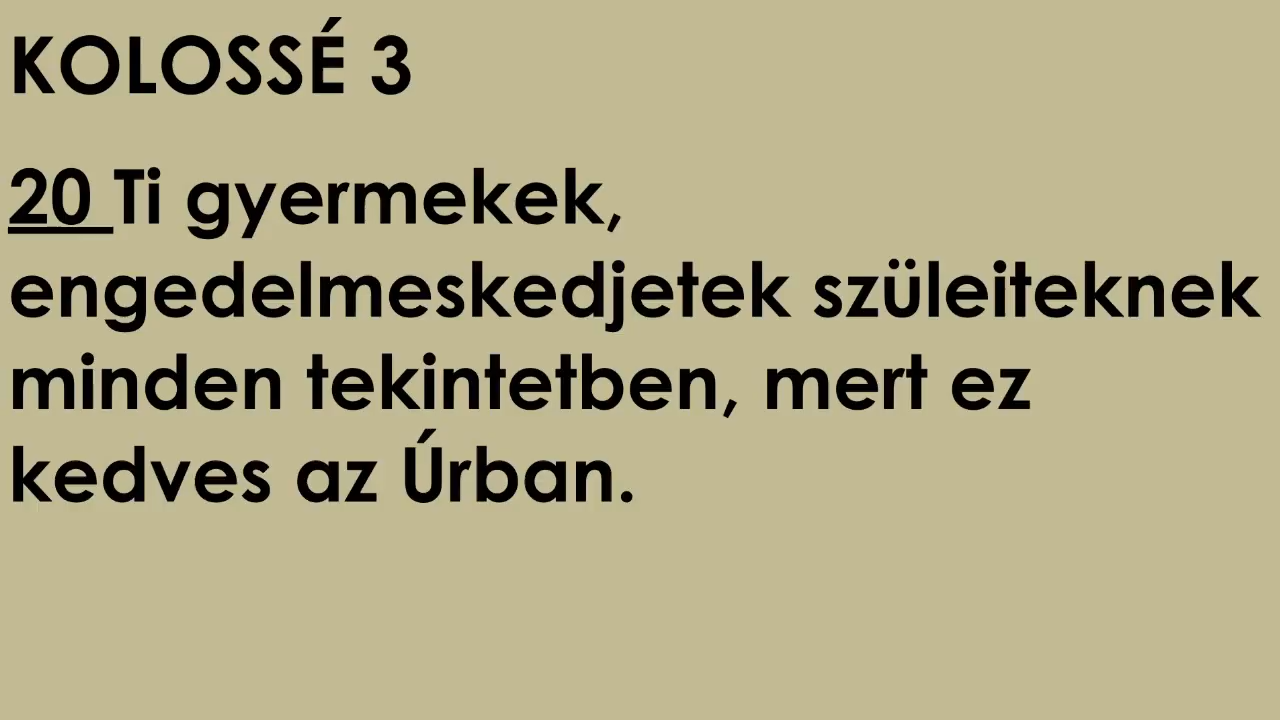 KOLOSSÉ 3
20 Ti gyermekek,
engedelmeskedjetek szüleiteknek
minden tekintetben, mert ez
kedves az Úrban.